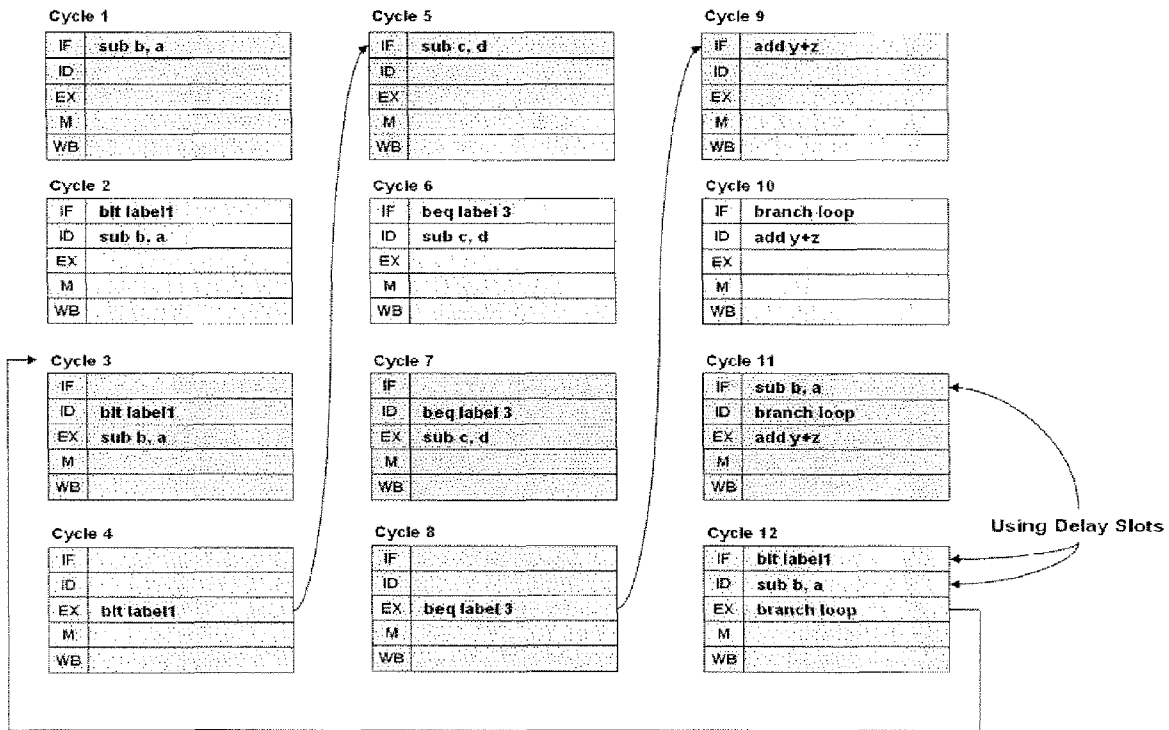 Cycle 1
IF sub b, a
ID
EX
M
WB
Cycle 2
IF blt label1
ID sub b, a
EX
M
WB
Cycle 3
IF
ID blt label1
EX sub b, a
M
WB
Cycle 4
IF
ID
EX blt label1
M
WB
Cycle 5
IF sub c, d
ID
EX
M
WB
Cycle 6
IF beq label 3
ID sub c, d
EX
M
WB
Cycle 7
IF
ID beq label 3
EX sub c, d
M
WB
Cycle 8
IF
ID
EX beq label 3
M
WB
Cycle 9
IF add y+z
ID
EX
M
WB
Cycle 10
IF branch loop
ID add y+z
EX
M
WB
Cycle 11
IF sub b, a
ID branch loop
EX add y+z
M
WB
Cycle 12
IF blt label1
ID sub b, a
EX branch loop
M
WB
Using Delay Slots